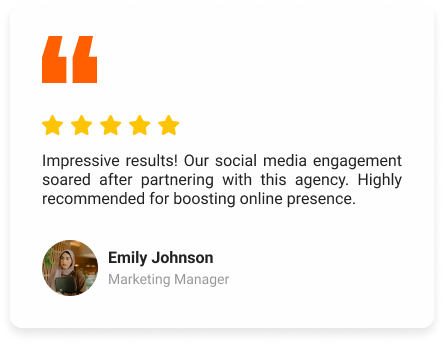 Impressive results! Our social media engagement
soared after partnering with this agency. Highly
recommended for boosting online presence.
Emily Johnson
Marketing Manager